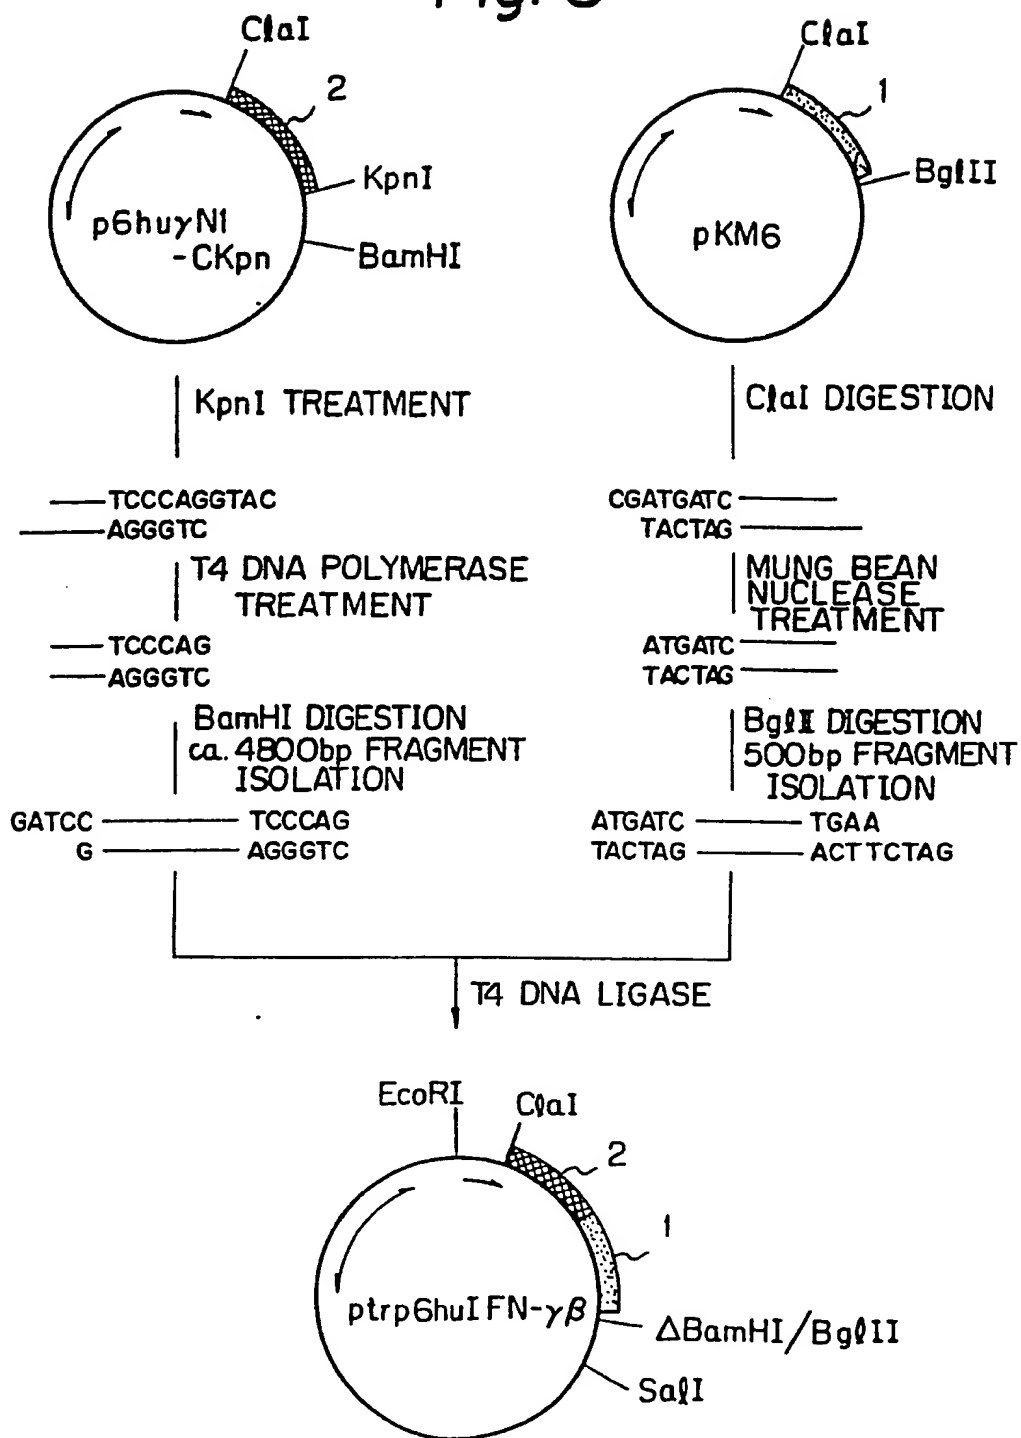 ClaI
2
KpnI
p6huγN1
-CKpn
BamHI
ClaI
1
BglII
pKM6
KpnI TREATMENT
ClaI DIGESTION
TCCCAGGTAC
AGGGTC
CGATGATC
TACTAG
T4 DNA POLYMERASE
TREATMENT
MUNG BEAN
NUCLEASE
TREATMENT
TCCCAG
AGGGTC
ATGATC
TACTAG
BamHI DIGESTION
ca. 4800bp FRAGMENT
ISOLATION
BglII DIGESTION
500bp FRAGMENT
ISOLATION
GATCC TCCCAG
G AGGGTC
ATGATC TGAA
TACTAG ACTTCTAG
T4 DNA LIGASE
EcoRI
ClaI
2
1
ptrp6huIFN-γβ
ΔBamHI/BglII
SalI